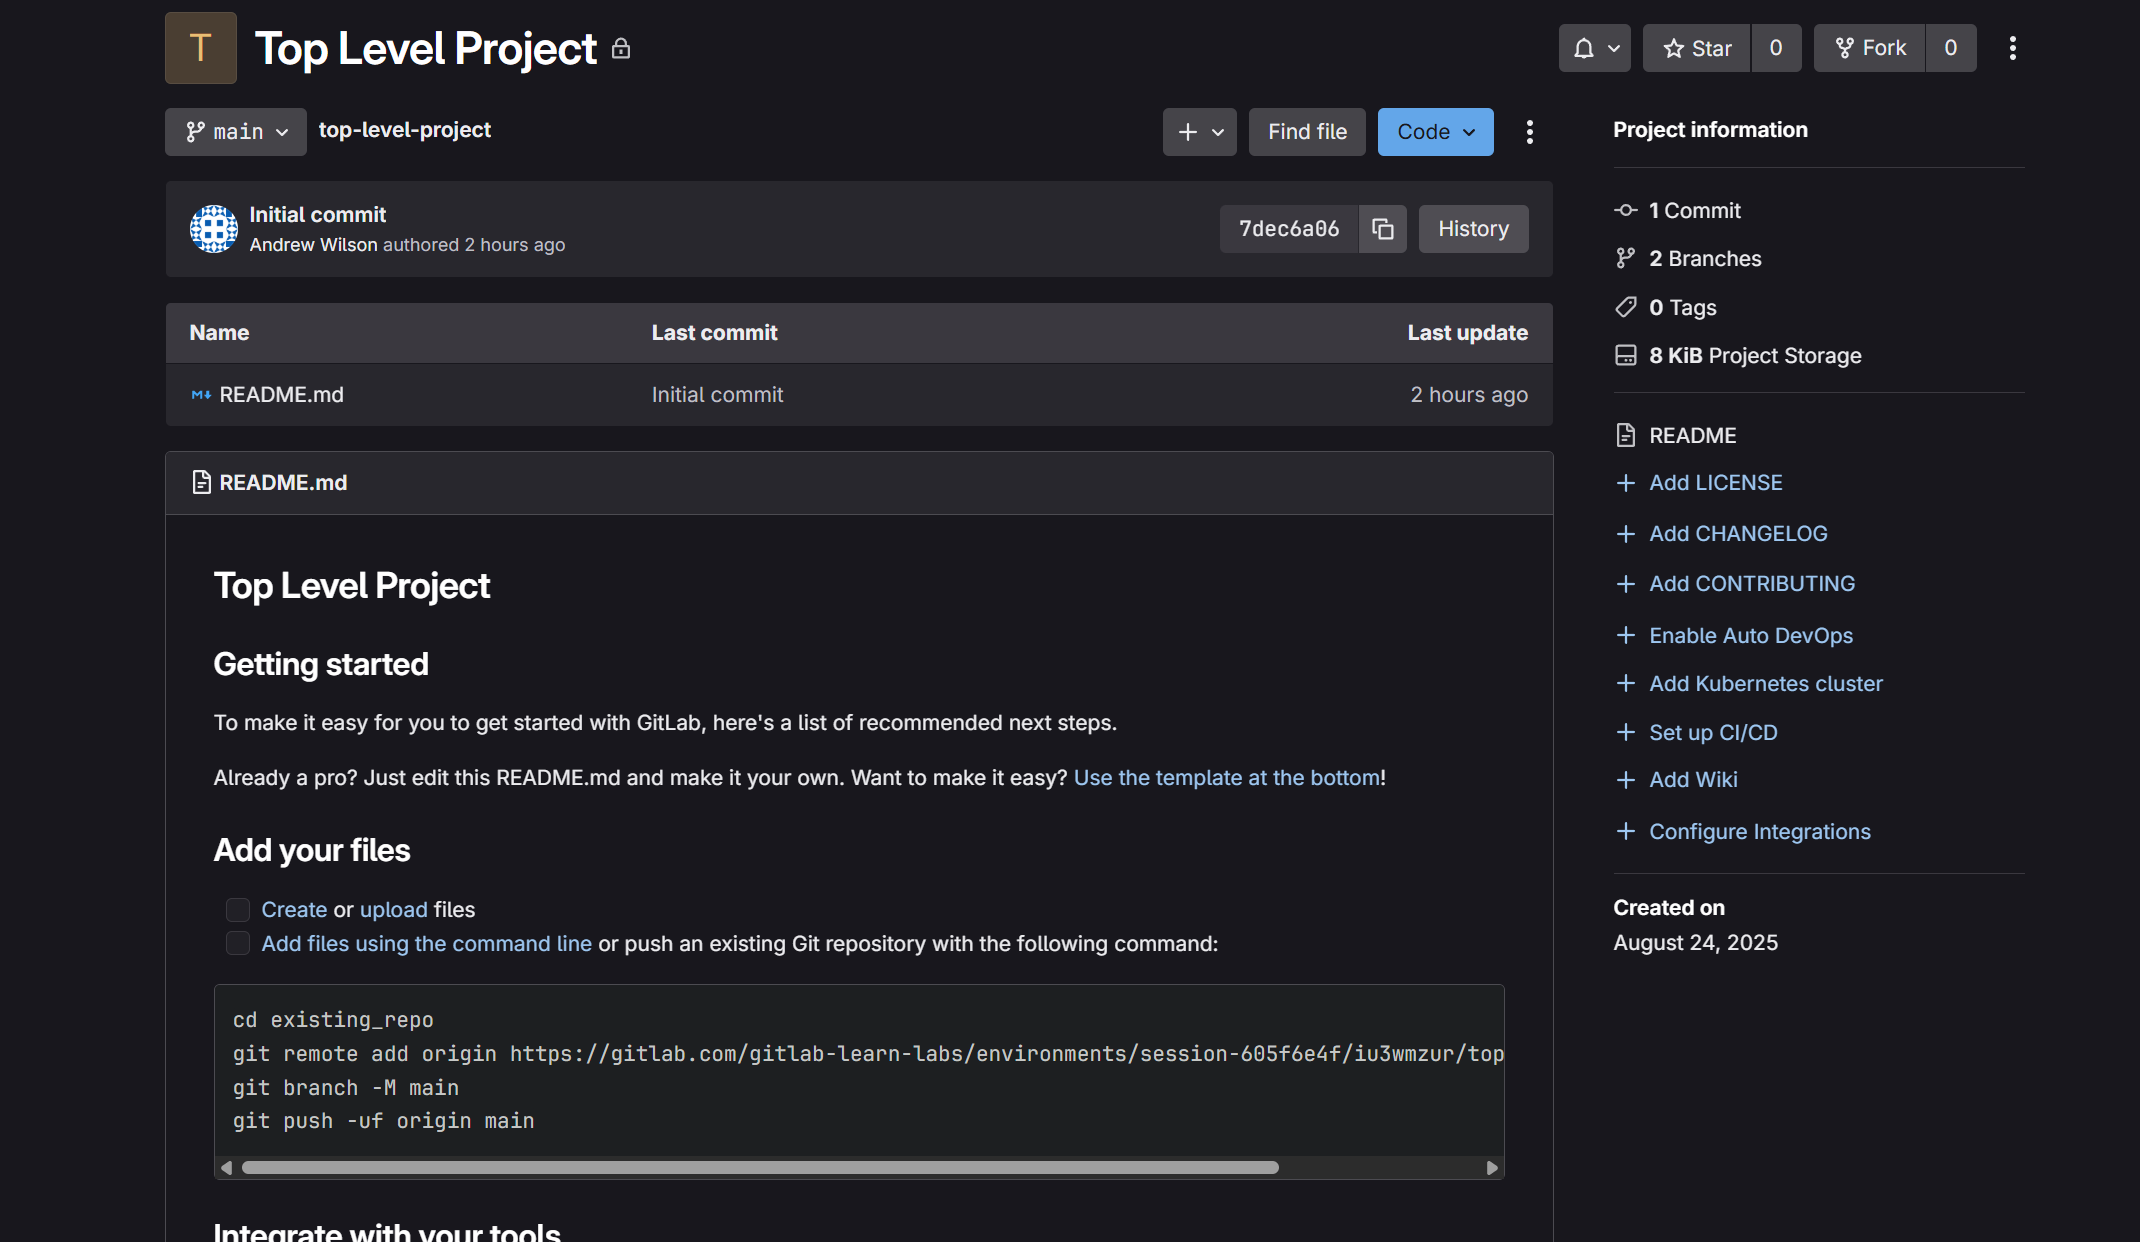 T
Top Level Project
Star 0
Fork 0
main
top-level-project
Find file
Code
Initial commit
Andrew Wilson authored 2 hours ago
7dec6a06
History
Name Last commit Last update
README.md Initial commit 2 hours ago
README.md
Top Level Project
Getting started
To make it easy for you to get started with GitLab, here's a list of recommended next steps.
Already a pro? Just edit this README.md and make it your own. Want to make it easy? Use the template at the bottom!
Add your files
Create or upload files
Add files using the command line or push an existing Git repository with the following command:
cd existing_repo
git remote add origin https://gitlab.com/gitlab-learn-labs/environments/session-605f6e4f/iu3wmzur/top
git branch -M main
git push -uf origin main
Integrate with your tools
Project information
1 Commit
2 Branches
0 Tags
8 KiB Project Storage
README
Add LICENSE
Add CHANGELOG
Add CONTRIBUTING
Enable Auto DevOps
Add Kubernetes cluster
Set up CI/CD
Add Wiki
Configure Integrations
Created on
August 24, 2025